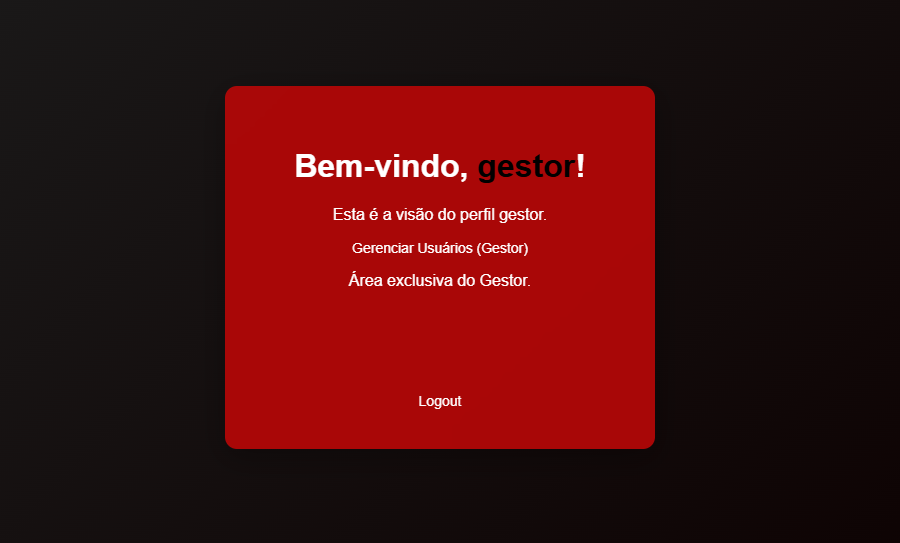 Bem-vindo, gestor!
Esta é a visão do perfil gestor.
Gerenciar Usuários (Gestor)
Área exclusiva do Gestor.
Logout